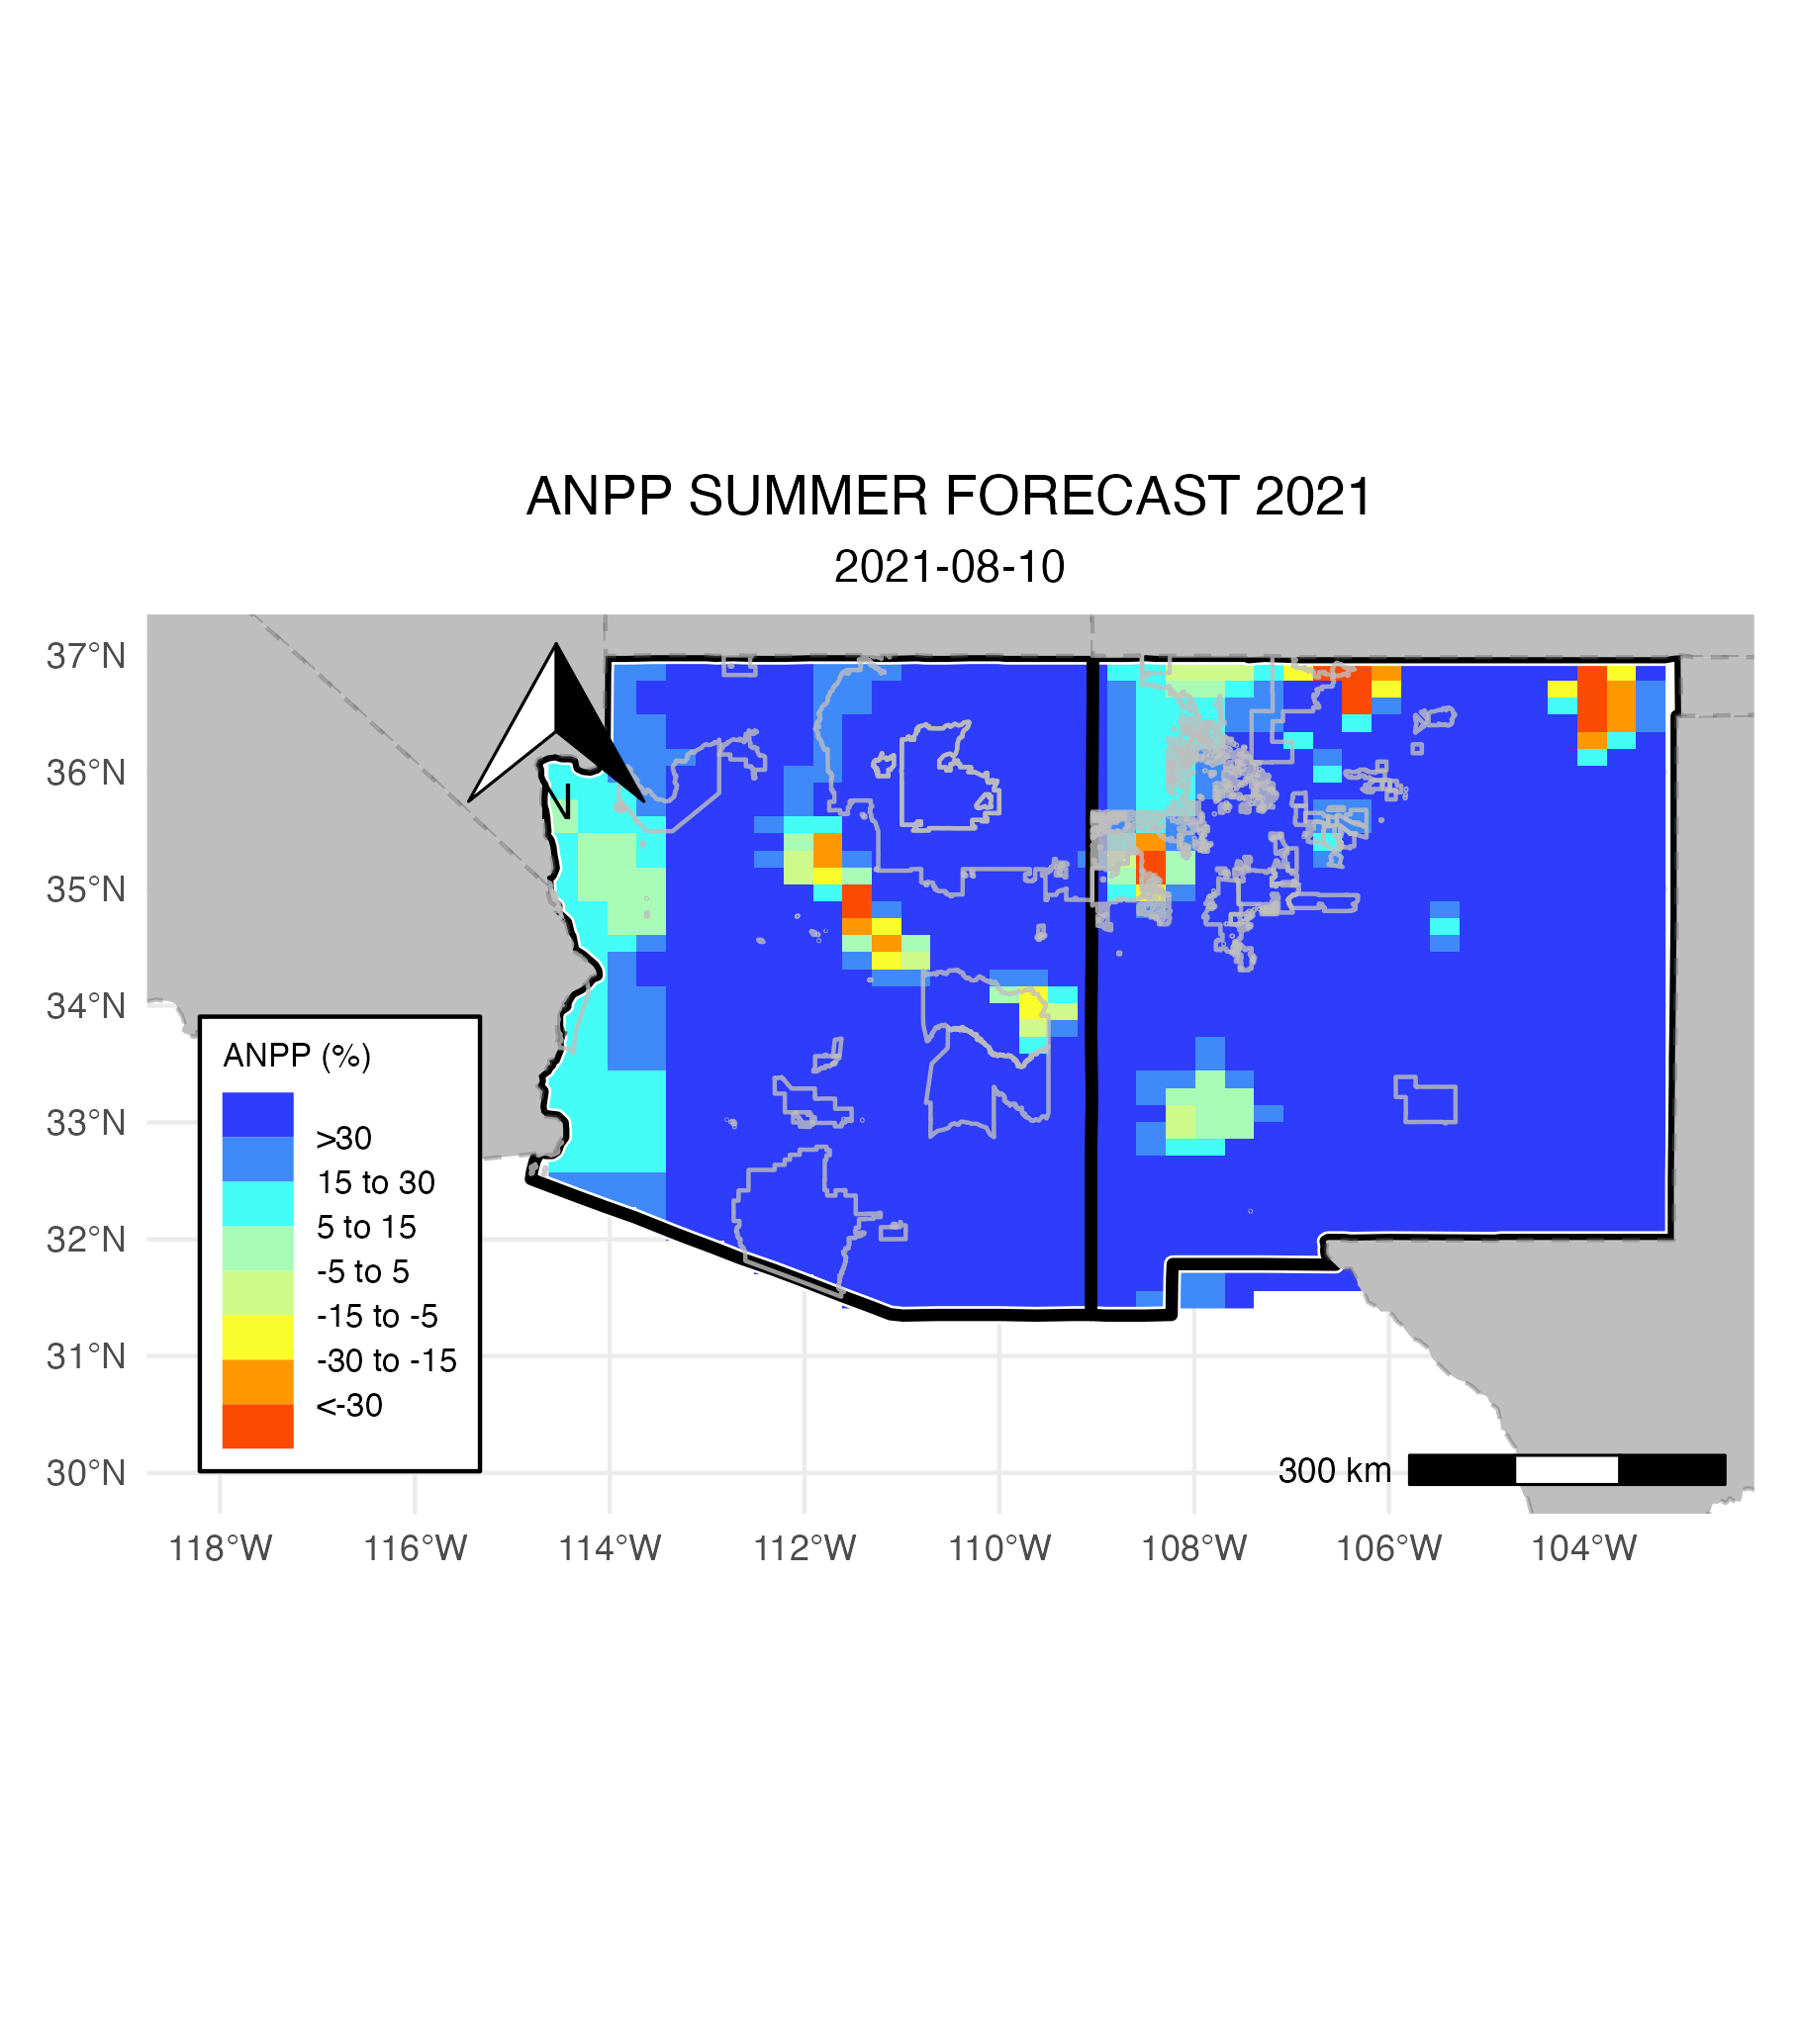 ANPP SUMMER FORECAST 2021
2021-08-10
37°N
36°N
35°N
34°N
33°N
32°N
31°N
30°N
N
ANPP (%)
>30
15 to 30
5 to 15
-5 to 5
-15 to -5
-30 to -15
<-30
300 km
118°W 116°W 114°W 112°W 110°W 108°W 106°W 104°W